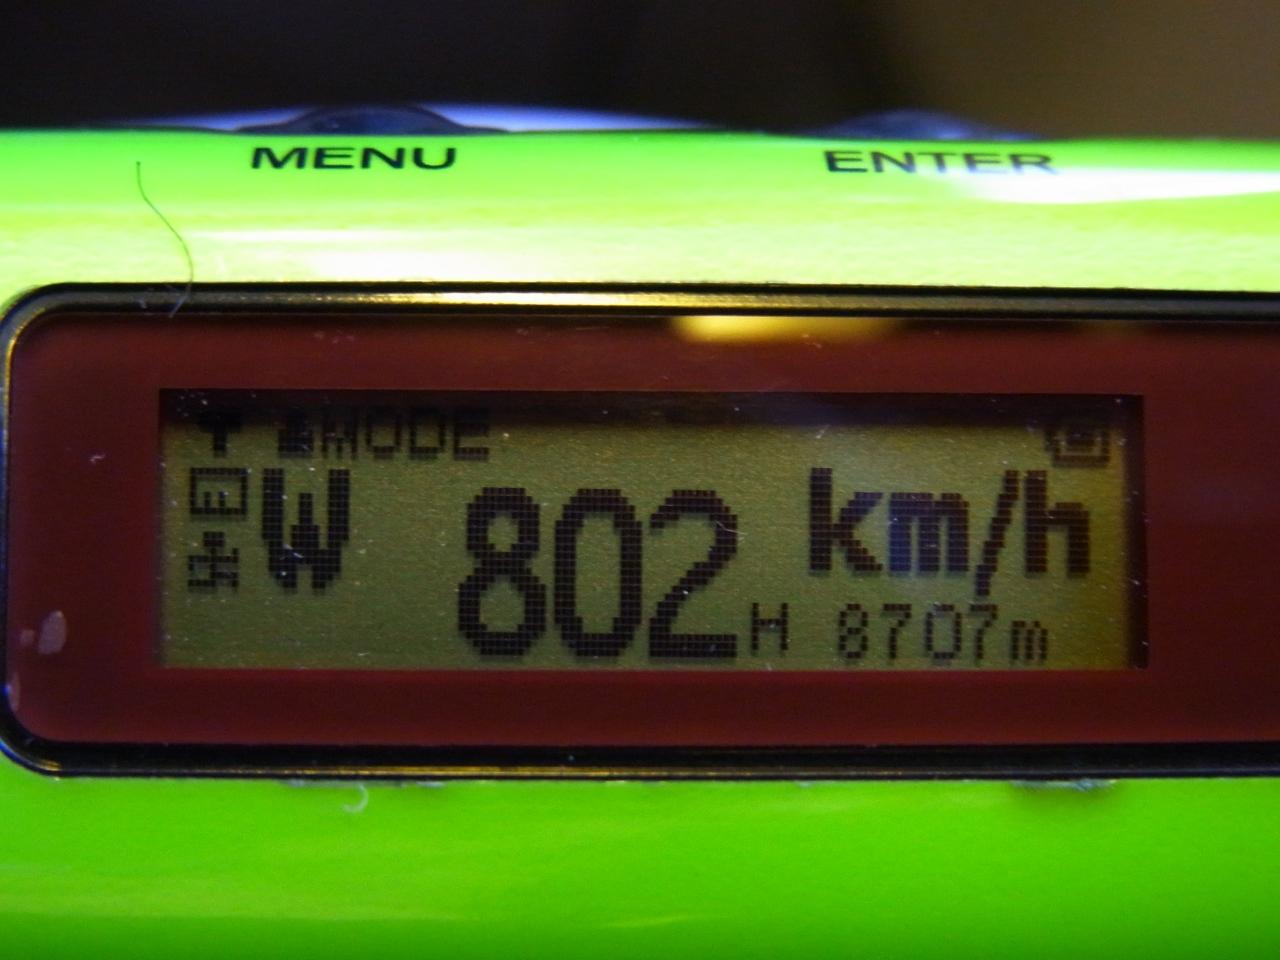 MENU ENTER
MODE
W 802 km/h
H 8707m